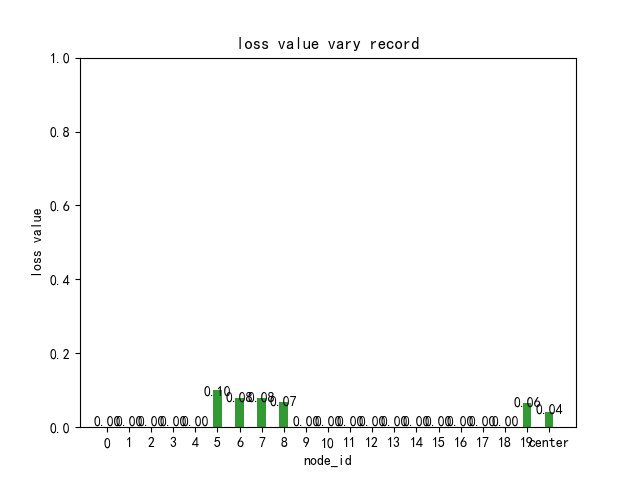 loss value vary record
1.0
0.8
0.6
0.4
0.2
0.0
loss value
0.00 0.00 0.00 0.00 0.00 0.10 0.08 0.08 0.07 0.00 0.00 0.00 0.00 0.00 0.00 0.00 0.00 0.00 0.00 0.06 0.04
0 1 2 3 4 5 6 7 8 9 10 11 12 13 14 15 16 17 18 19 center
node_id